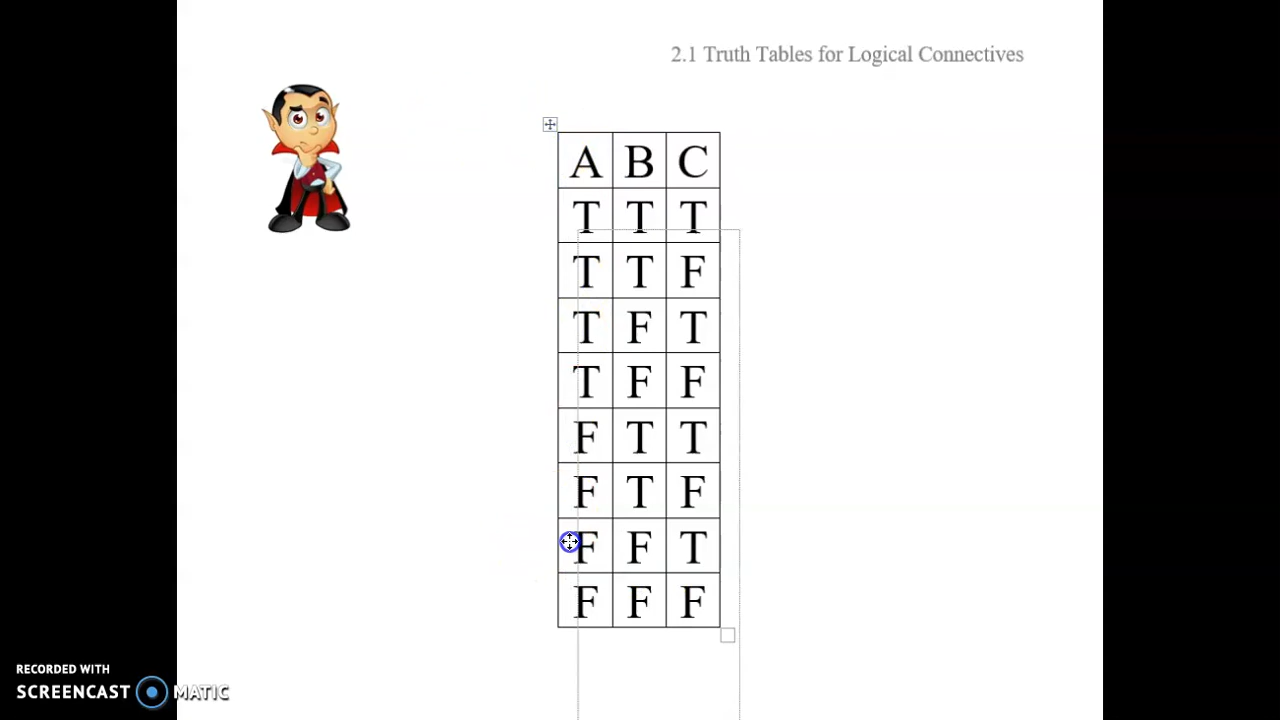 2.1 Truth Tables for Logical Connectives
A B C
T T T
T T F
T F T
T F F
F T T
F T F
F F T
F F F
RECORDED WITH
SCREENCAST MATIC